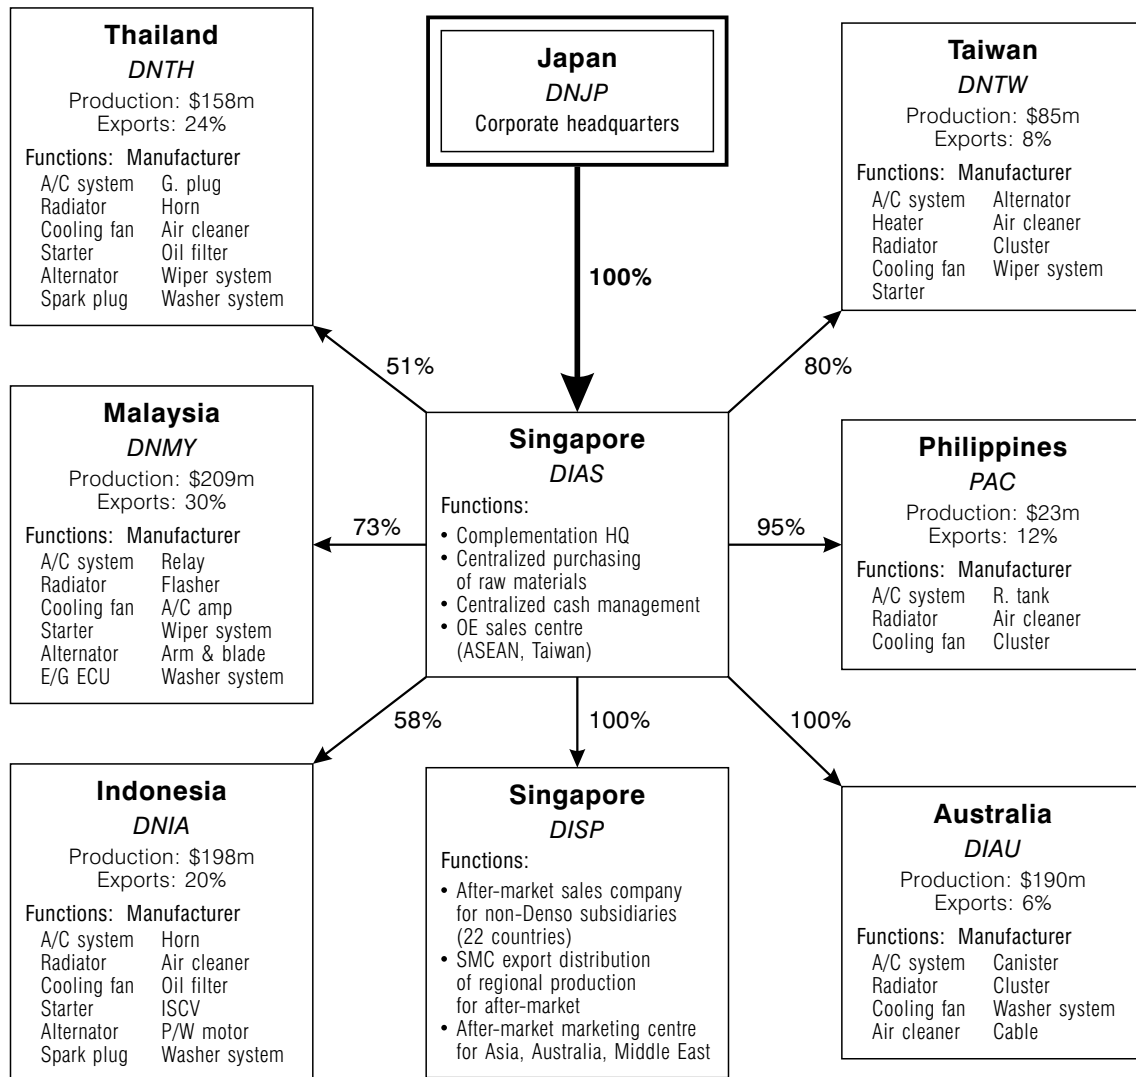 Thailand
DNTH
Production: $158m
Exports: 24%
Functions: Manufacturer
A/C system G. plug
Radiator Horn
Cooling fan Air cleaner
Starter Oil filter
Alternator Wiper system
Spark plug Washer system
Japan
DNJP
Corporate headquarters
Taiwan
DNTW
Production: $85m
Exports: 8%
Functions: Manufacturer
A/C system Alternator
Heater Air cleaner
Radiator Cluster
Cooling fan Wiper system
Starter
100%
51%
80%
Malaysia
DNMY
Production: $209m
Exports: 30%
Functions: Manufacturer
A/C system Relay
Radiator Flasher
Cooling fan A/C amp
Starter Wiper system
Alternator Arm & blade
E/G ECU Washer system
73%
Singapore
DIAS
Functions:
• Complementation HQ
• Centralized purchasing
of raw materials
• Centralized cash management
• OE sales centre
(ASEAN, Taiwan)
95%
Philippines
PAC
Production: $23m
Exports: 12%
Functions: Manufacturer
A/C system R. tank
Radiator Air cleaner
Cooling fan Cluster
58%
100%
100%
Indonesia
DNIA
Production: $198m
Exports: 20%
Functions: Manufacturer
A/C system Horn
Radiator Air cleaner
Cooling fan Oil filter
Starter ISCV
Alternator P/W motor
Spark plug Washer system
Singapore
DISP
Functions:
• After-market sales company
for non-Denso subsidiaries
(22 countries)
• SMC export distribution
of regional production
for after-market
• After-market marketing centre
for Asia, Australia, Middle East
Australia
DIAU
Production: $190m
Exports: 6%
Functions: Manufacturer
A/C system Canister
Radiator Cluster
Cooling fan Washer system
Air cleaner Cable